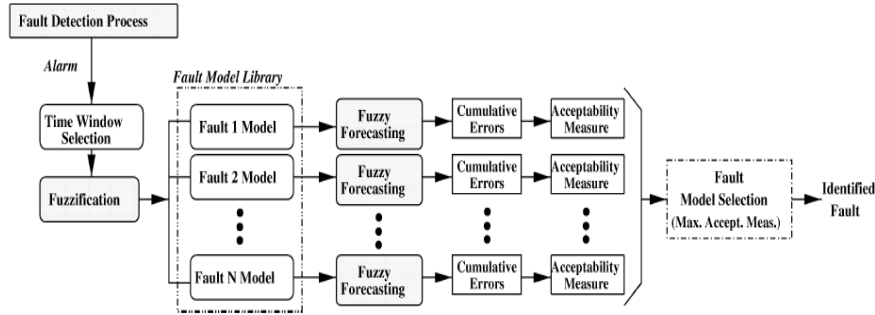 Fault Detection Process
Alarm
Fault Model Library
Time Window
Selection
Fuzzification
Fault 1 Model
Fuzzy
Forecasting
Cumulative
Errors
Acceptability
Measure
Fault 2 Model
Fuzzy
Forecasting
Cumulative
Errors
Acceptability
Measure
Fault N Model
Fuzzy
Forecasting
Cumulative
Errors
Acceptability
Measure
Fault
Model Selection
(Max. Accept. Meas.)
Identified
Fault